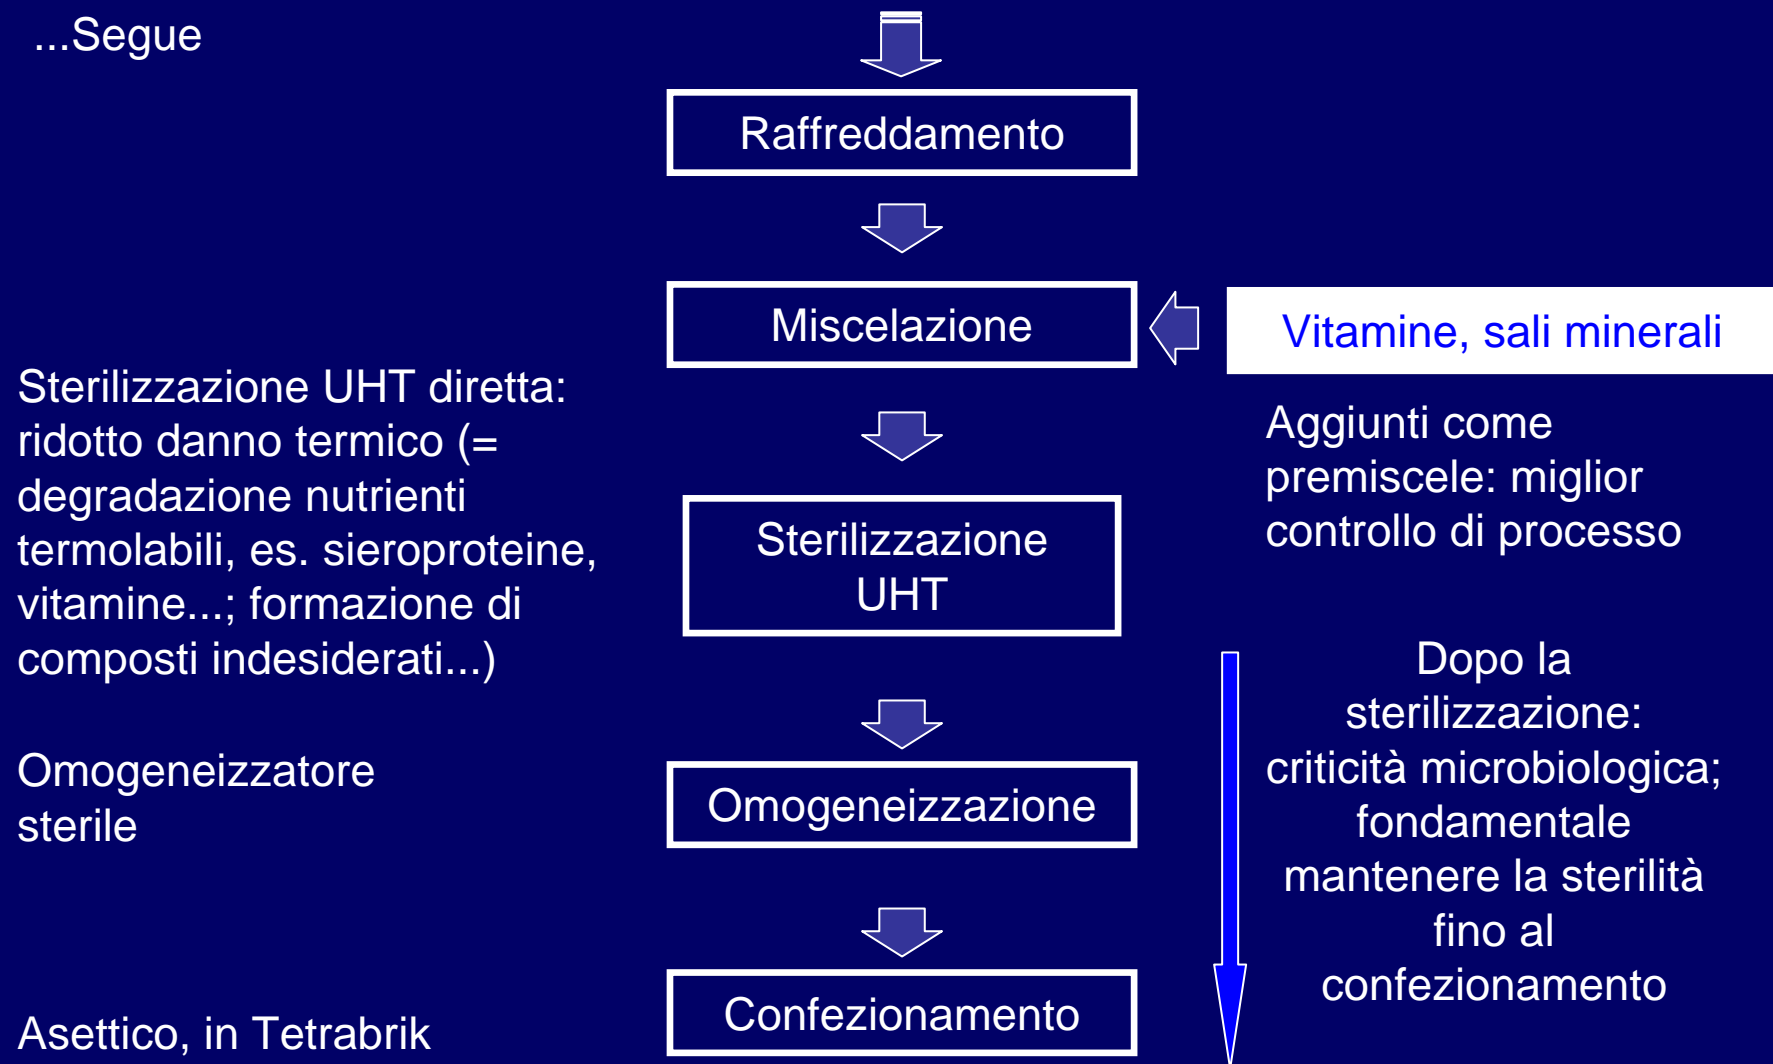 ...Segue
Raffreddamento
Miscelazione
Vitamine, sali minerali
Aggiunti come
premiscele: miglior
controllo di processo
Sterilizzazione UHT diretta:
ridotto danno termico (=
degradazione nutrienti
termolabili, es. sieroproteine,
vitamine...; formazione di
composti indesiderati...)
Sterilizzazione
UHT
Dopo la
sterilizzazione:
criticità microbiologica;
fondamentale
mantenere la sterilità
fino al
confezionamento
Omogeneizzatore
sterile
Omogeneizzazione
Asettico, in Tetrabrik
Confezionamento